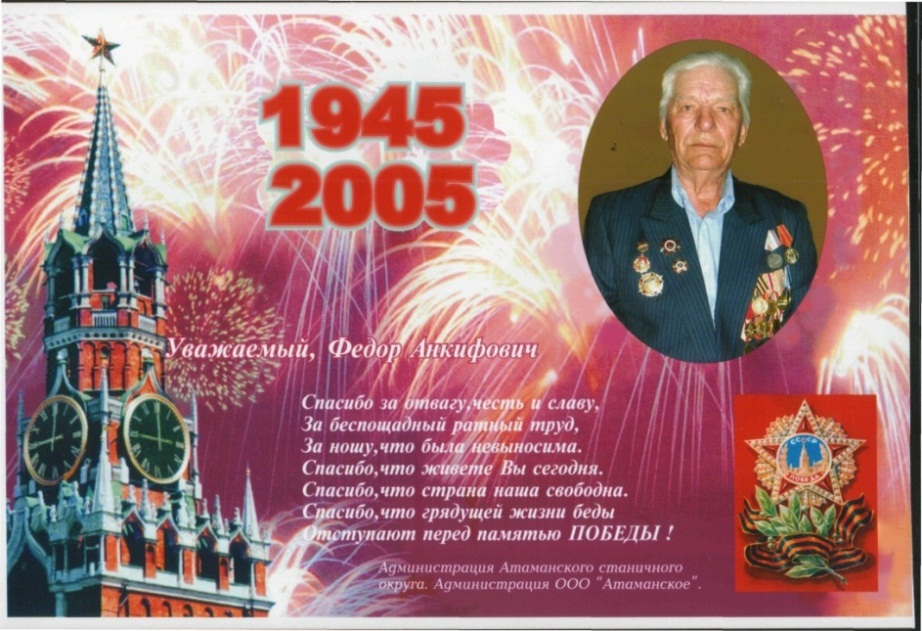 1945
2005
Уважаемый, Федор Анкифович
Спасибо за отвагу,честь и славу,
За беспощадный ратный труд,
За ношу,что была невыносима.
Спасибо,что живете Вы сегодня.
Спасибо,что страна наша свободна.
Спасибо,что грядущей жизни беды
Отступают перед памятью ПОБЕДЫ !
СССР
ПОБЕДА
Администрация Атаманского станичного
округа. Администрация ООО "Атаманское".